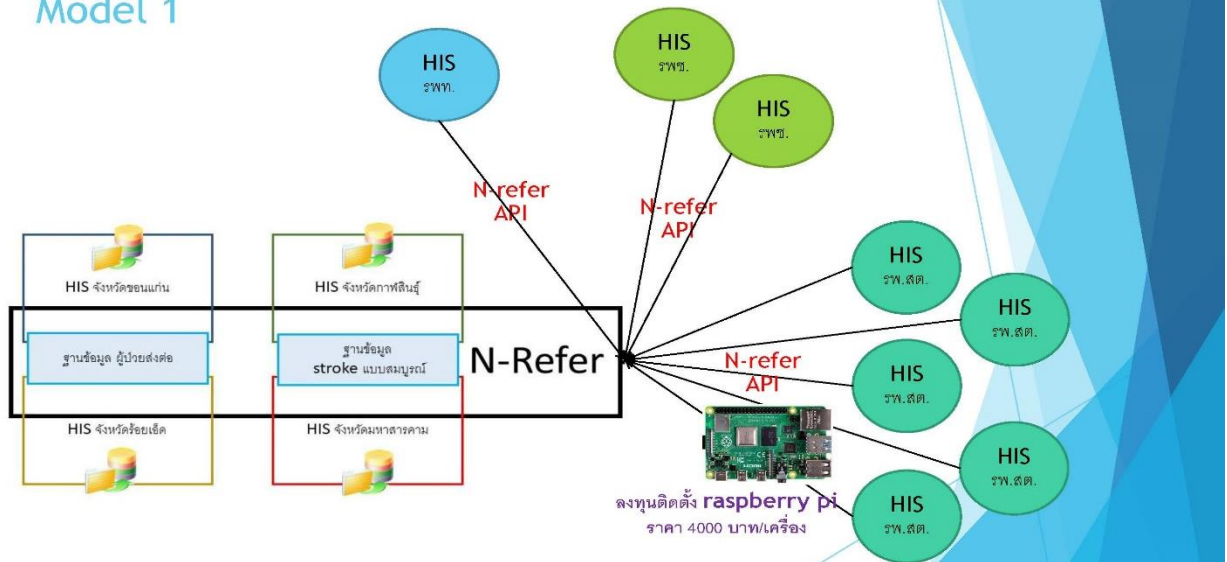 Model 1
HIS
รพท.
HIS
รพช.
HIS
รพช.
N-refer
API
N-refer
API
HIS จังหวัดขอนแก่น
HIS จังหวัดกาฬสินธุ์
ฐานข้อมูล ผู้ป่วยส่งต่อ
ฐานข้อมูล
stroke แบบสมบูรณ์
N-Refer
HIS จังหวัดร้อยเอ็ด
HIS จังหวัดมหาสารคาม
HIS
รพ.สต.
HIS
รพ.สต.
HIS
รพ.สต.
HIS
รพ.สต.
HIS
รพ.สต.
N-refer
API
ลงทุนติดตั้ง raspberry pi
ราคา 4000 บาท/เครื่อง